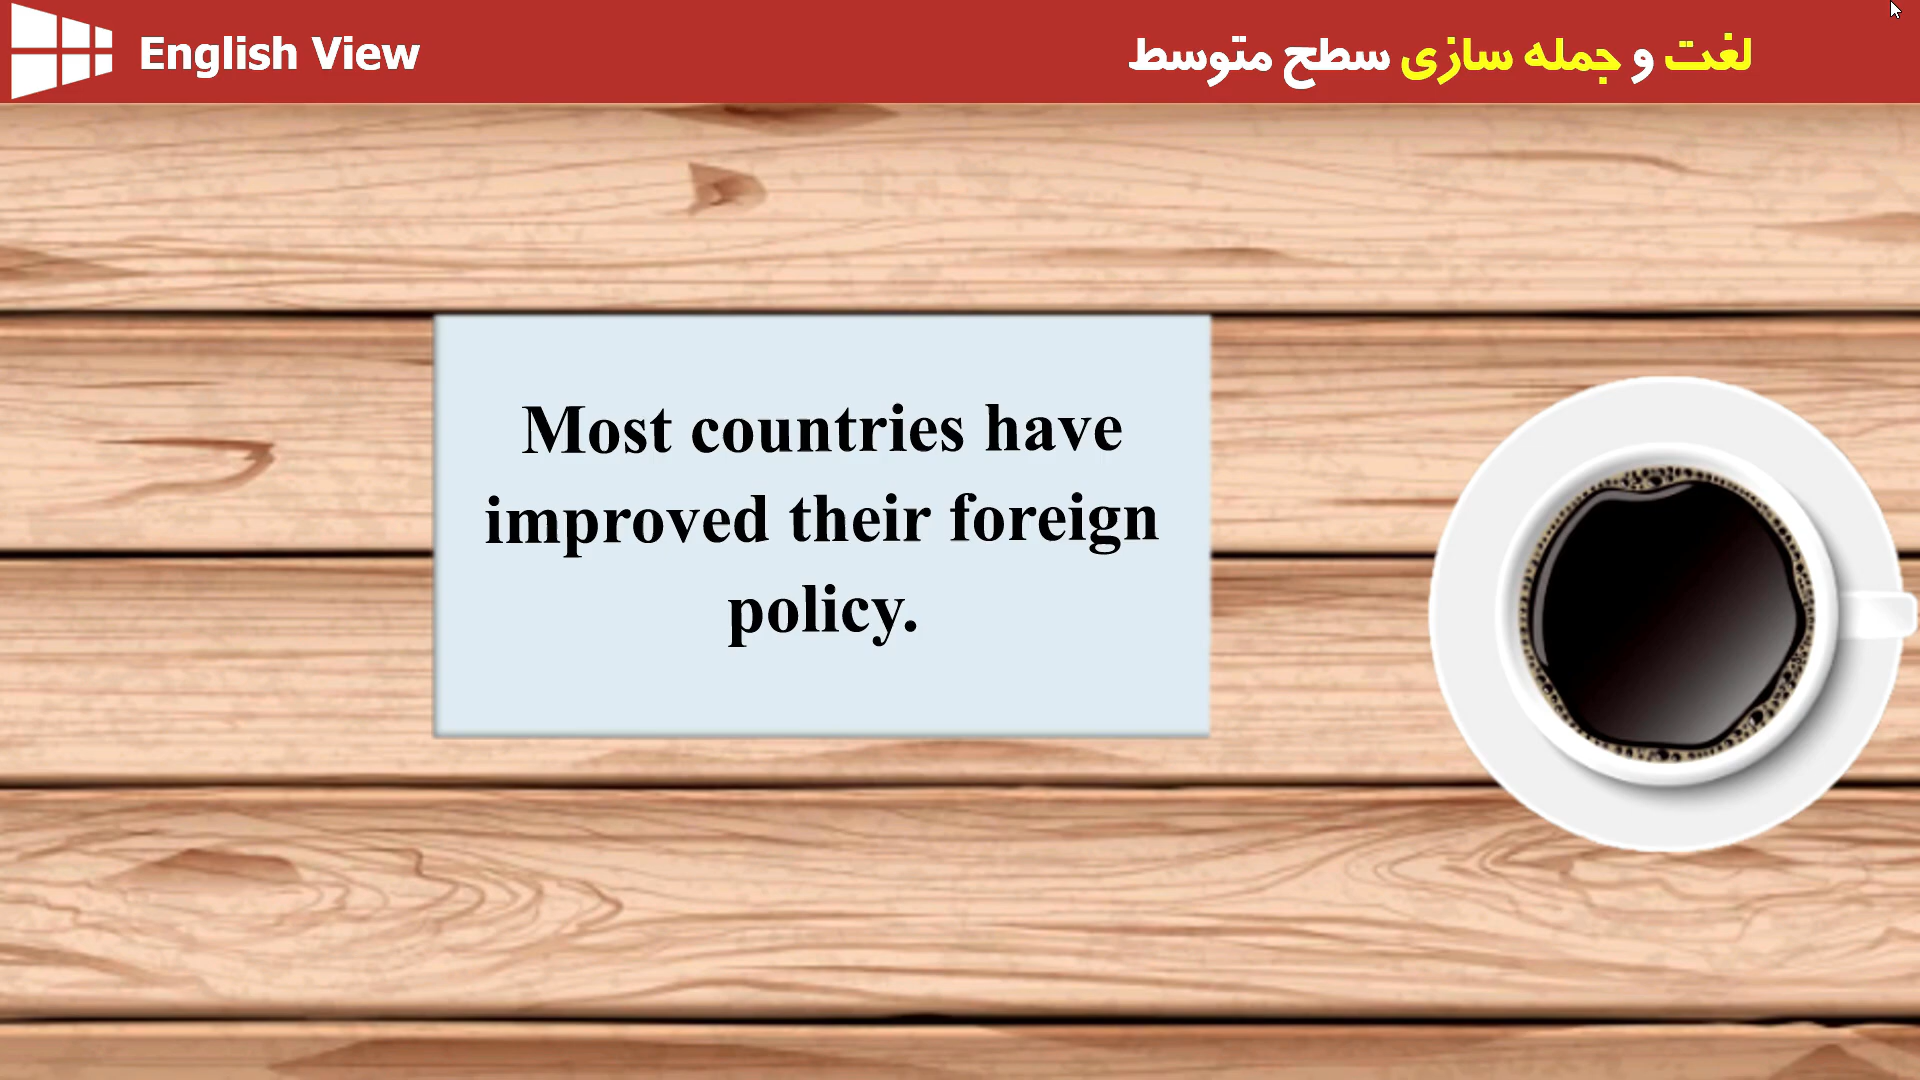 English View
لغت و جمله سازی سطح متوسط
Most countries have
improved their foreign
policy.